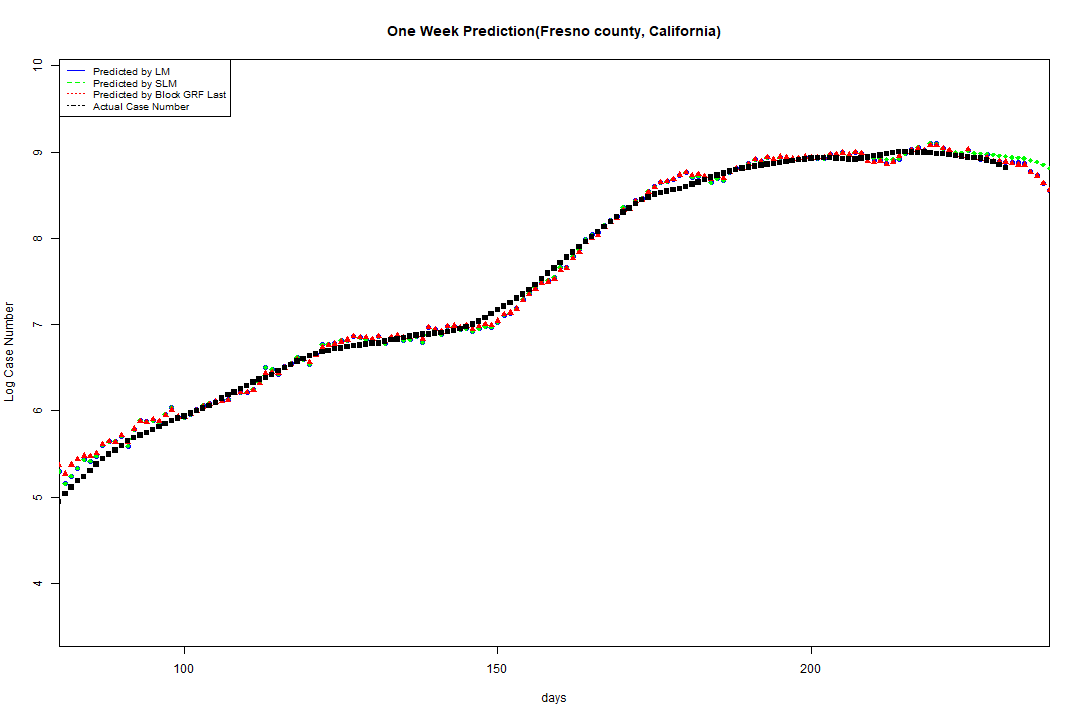 One Week Prediction(Fresno county, California)
Predicted by LM
Predicted by SLM
Predicted by Block GRF Last
Actual Case Number
10
9
8
7
6
5
4
Log Case Number
100 150 200
days